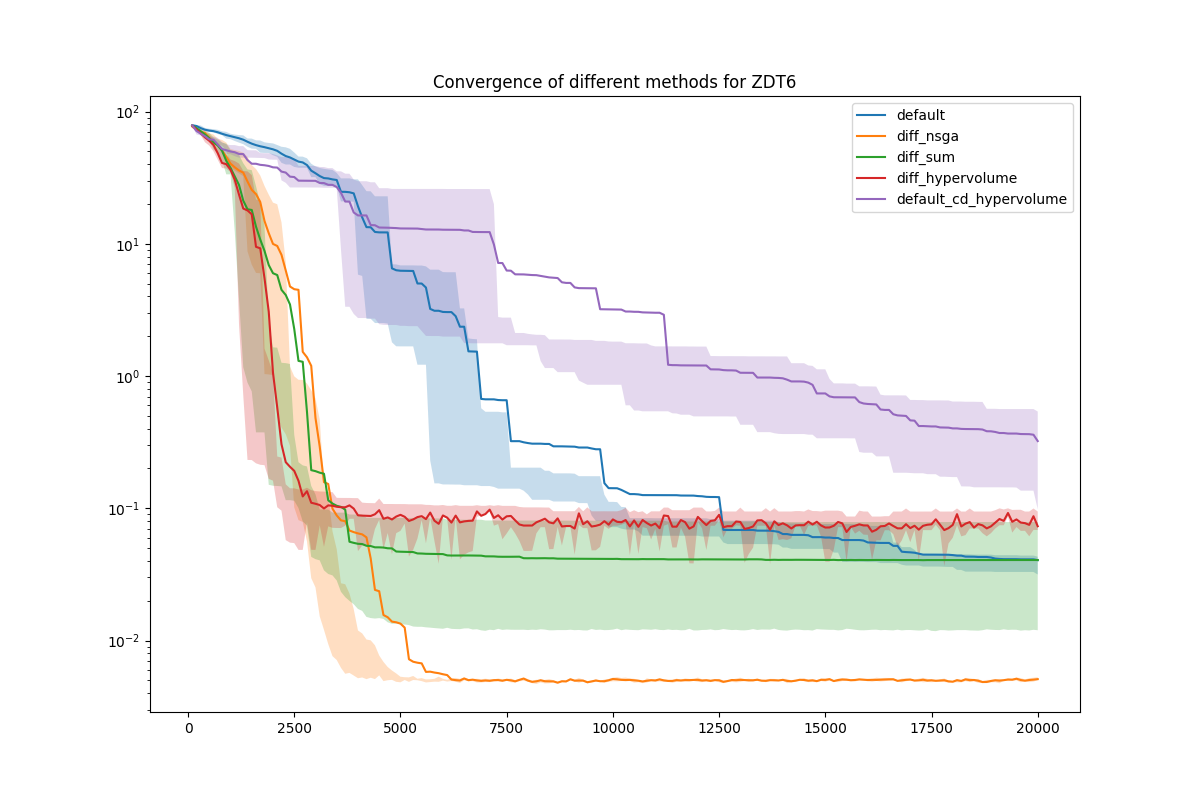 Convergence of different methods for ZDT6
default
diff_nsga
diff_sum
diff_hypervolume
default_cd_hypervolume
10²
10¹
10⁰
10⁻¹
10⁻²
0 2500 5000 7500 10000 12500 15000 17500 20000